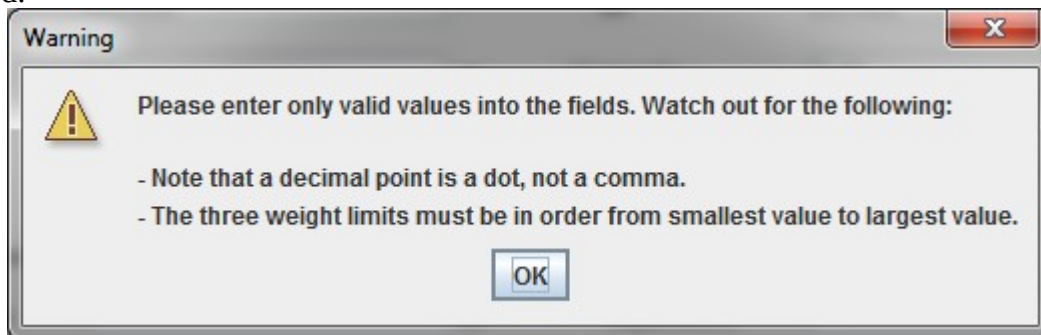 a.
Warning
Please enter only valid values into the fields. Watch out for the following:
- Note that a decimal point is a dot, not a comma.
- The three weight limits must be in order from smallest value to largest value.
OK